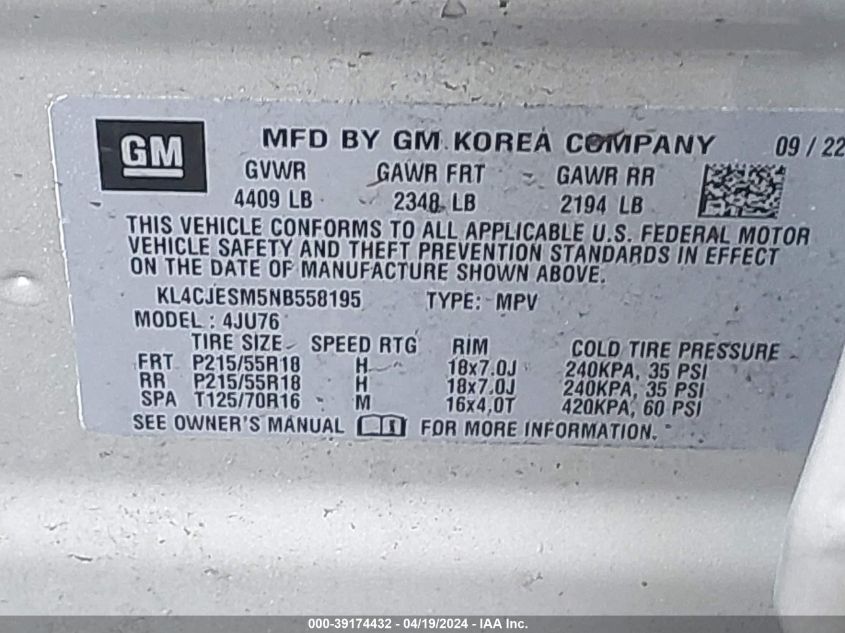 GM MFD BY GM KOREA COMPANY 09 / 22
GVWR GAWR FRT GAWR RR
4409 LB 2348 LB 2194 LB
THIS VEHICLE CONFORMS TO ALL APPLICABLE U.S. FEDERAL MOTOR
VEHICLE SAFETY AND THEFT PREVENTION STANDARDS IN EFFECT
ON THE DATE OF MANUFACTURE SHOWN ABOVE.
KL4CJESM5NB558195 TYPE: MPV
MODEL: 4JU76
TIRE SIZE SPEED RTG RIM COLD TIRE PRESSURE
FRT P215/55R18 H 18x7.0J 240KPA, 35 PSI
RR P215/55R18 H 18x7.0J 240KPA, 35 PSI
SPA T125/70R16 M 16x4.0T 420KPA, 60 PSI
SEE OWNER'S MANUAL FOR MORE INFORMATION.
000-39174432 - 04/19/2024 - IAA Inc.